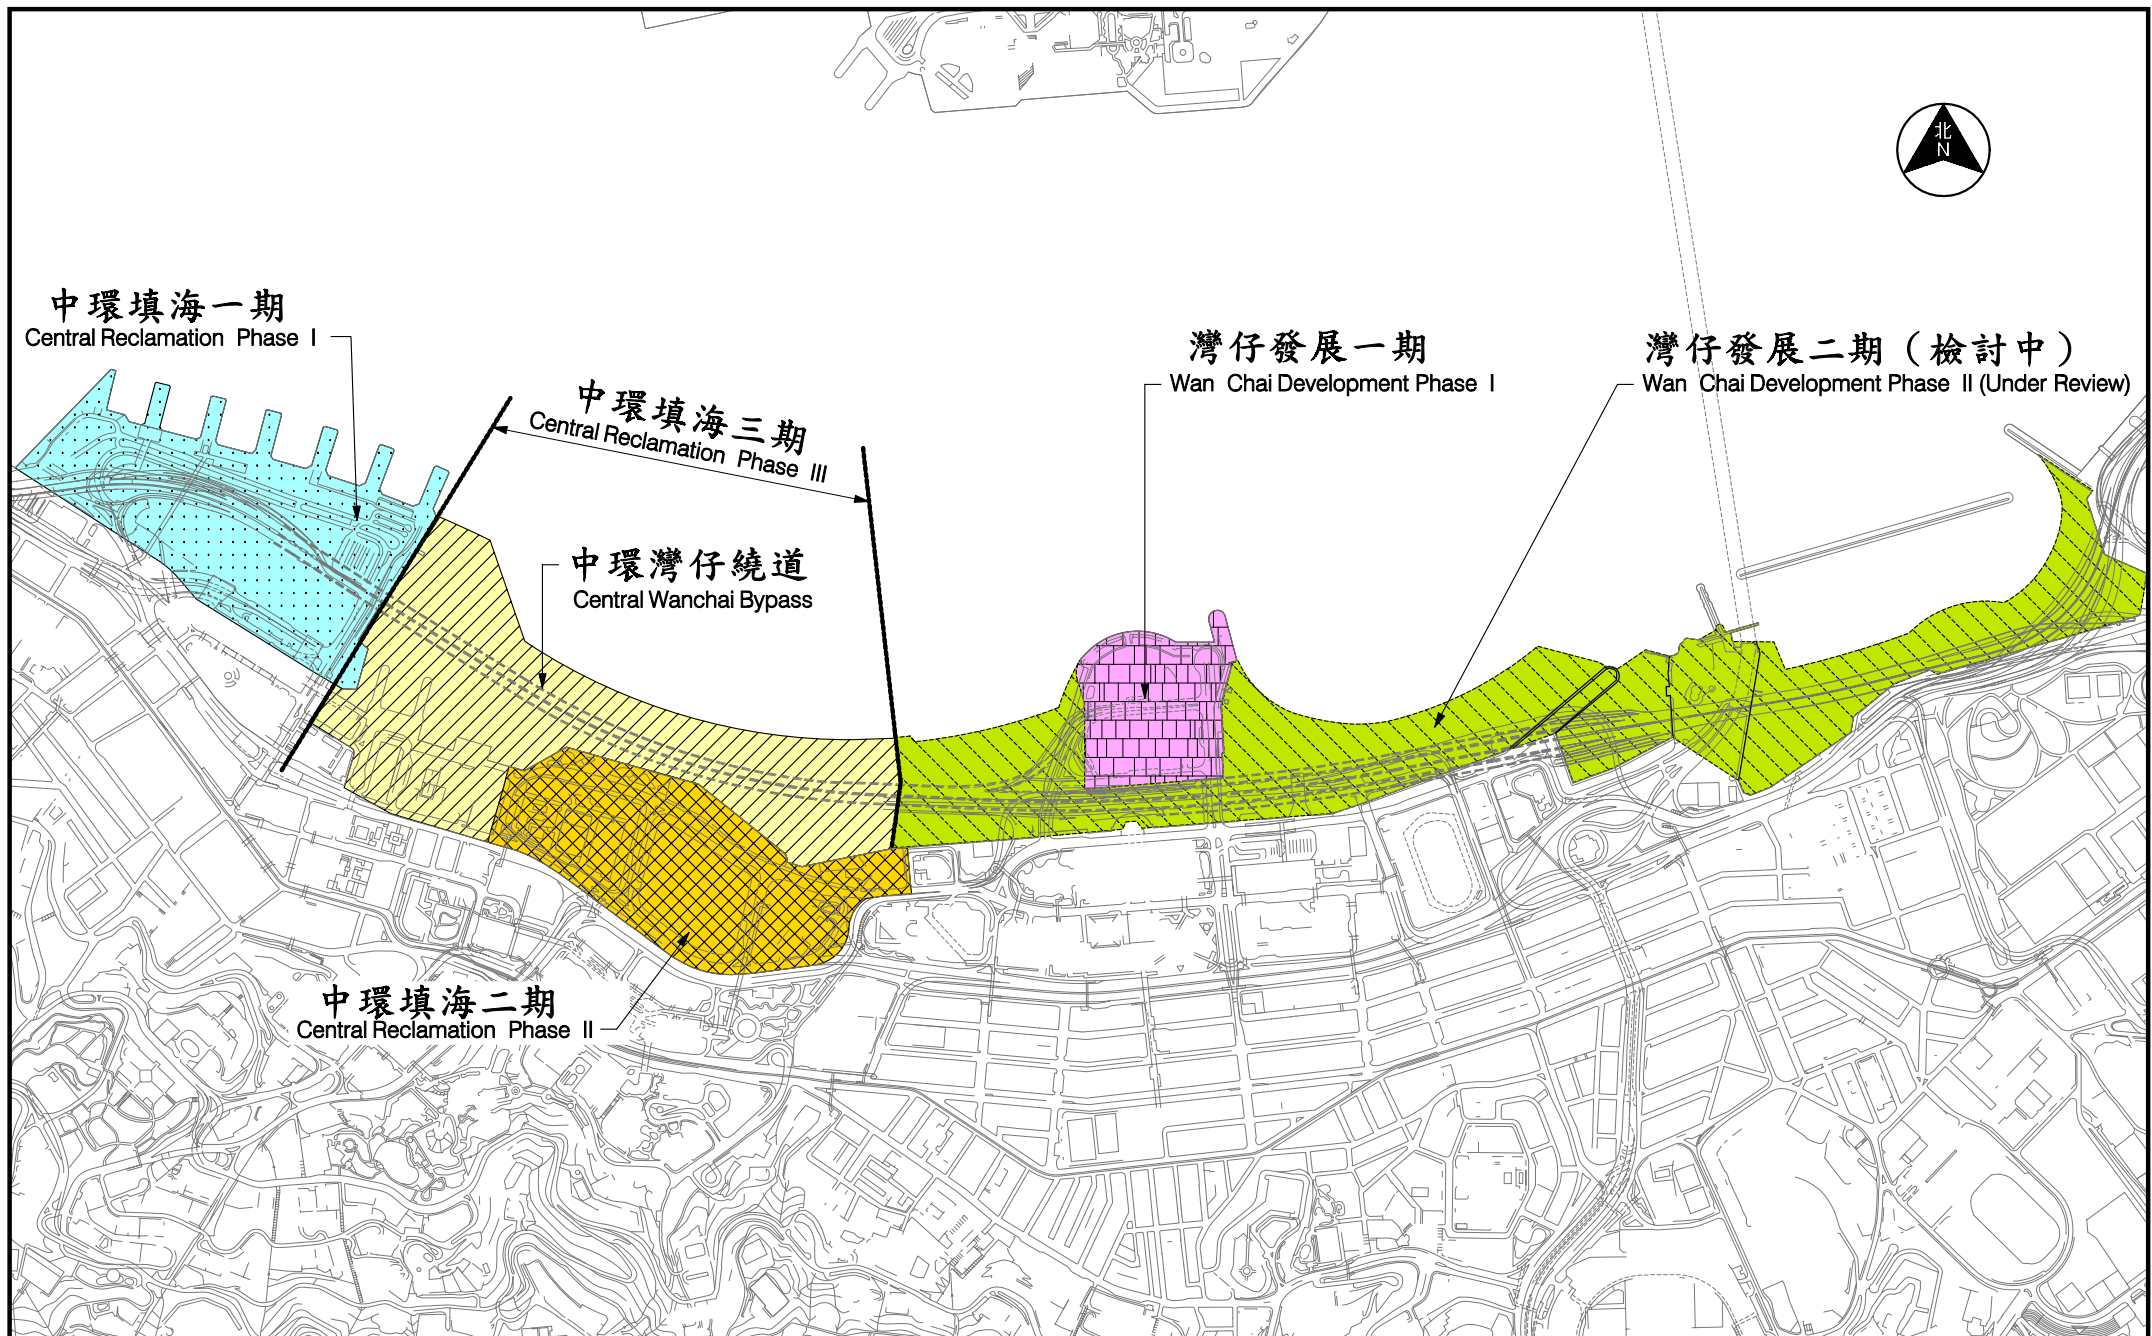 北
N
中環填海一期
Central Reclamation Phase I
中環填海三期
Central Reclamation Phase III
灣仔發展一期
Wan Chai Development Phase I
灣仔發展二期（檢討中）
Wan Chai Development Phase II (Under Review)
中環灣仔繞道
Central Wanchai Bypass
中環填海二期
Central Reclamation Phase II